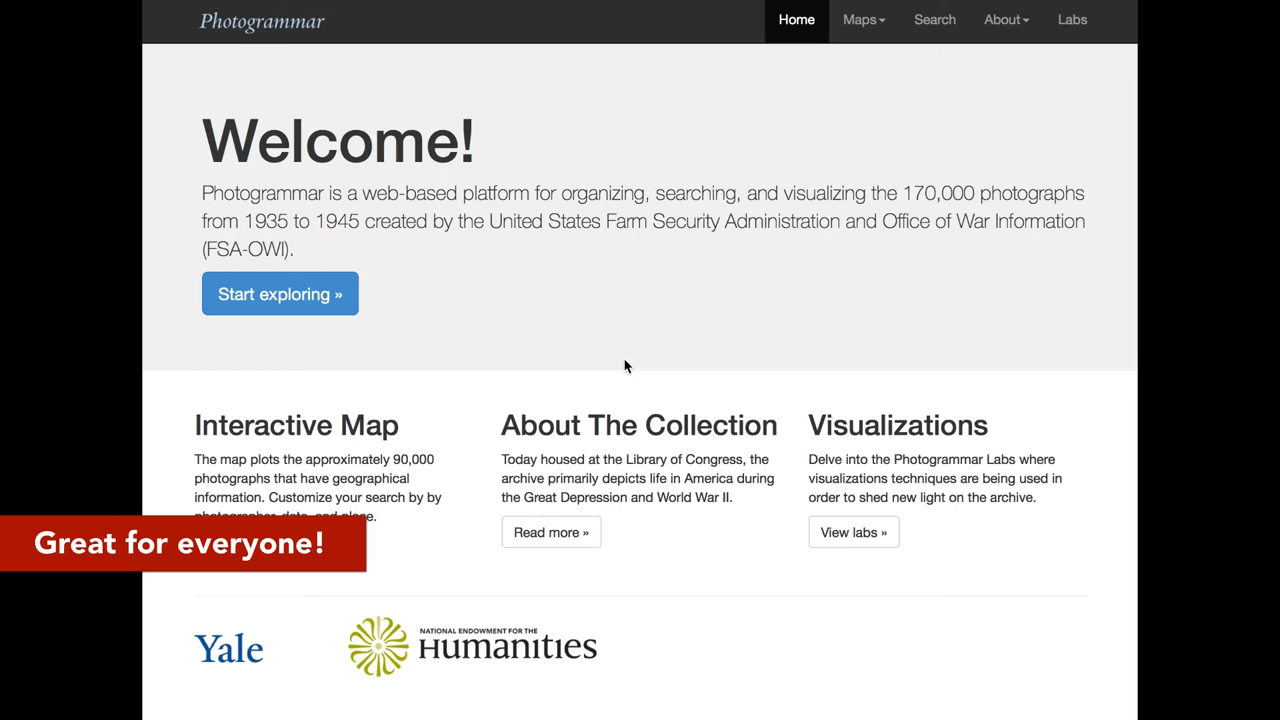 Photogrammar
Home Maps Search About Labs
Welcome!
Photogrammar is a web-based platform for organizing, searching, and visualizing the 170,000 photographs
from 1935 to 1945 created by the United States Farm Security Administration and Office of War Information
(FSA-OWI).
Start exploring »
Interactive Map
The map plots the approximately 90,000
photographs that have geographical
information. Customize your search by by
photographer, date, and place.
About The Collection
Today housed at the Library of Congress, the
archive primarily depicts life in America during
the Great Depression and World War II.
Read more »
Visualizations
Delve into the Photogrammar Labs where
visualizations techniques are being used in
order to shed new light on the archive.
View labs »
Great for everyone!
Yale
NATIONAL ENDOWMENT FOR THE
Humanities